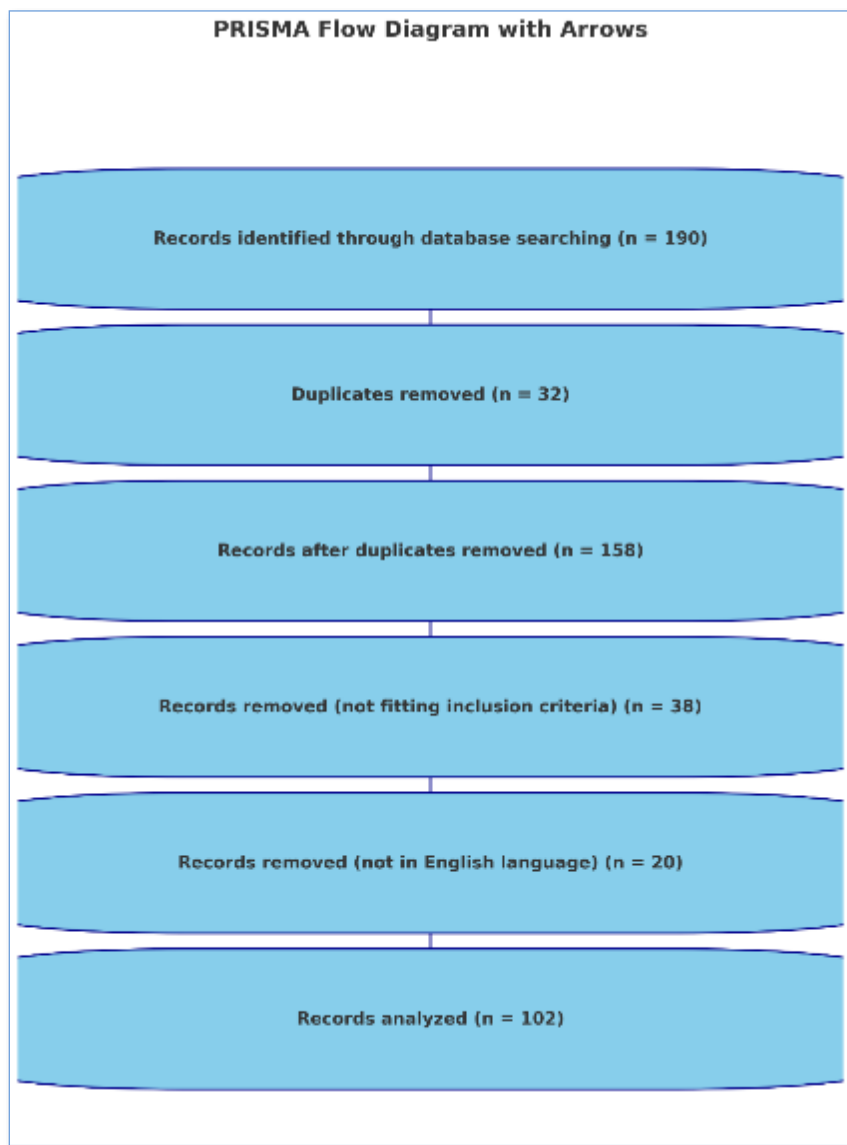 PRISMA Flow Diagram with Arrows
Records identified through database searching (n = 190)
Duplicates removed (n = 32)
Records after duplicates removed (n = 158)
Records removed (not fitting inclusion criteria) (n = 38)
Records removed (not in English language) (n = 20)
Records analyzed (n = 102)